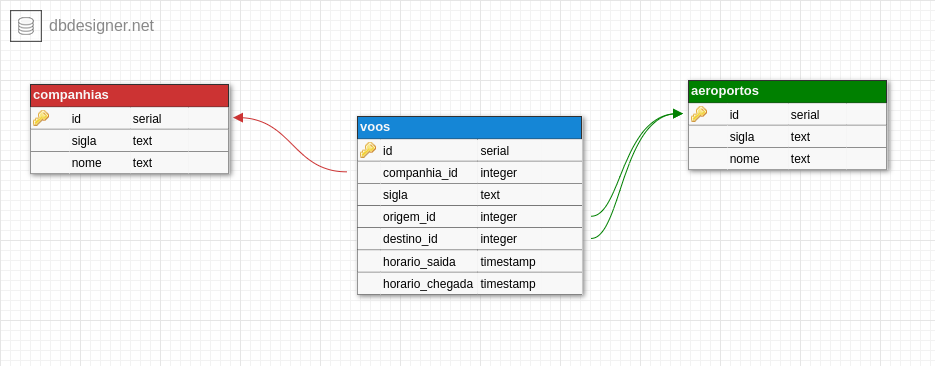 dbdesigner.net
companhias
id serial
sigla text
nome text
voos
id serial
companhia_id integer
sigla text
origem_id integer
destino_id integer
horario_saida timestamp
horario_chegada timestamp
aeroportos
id serial
sigla text
nome text